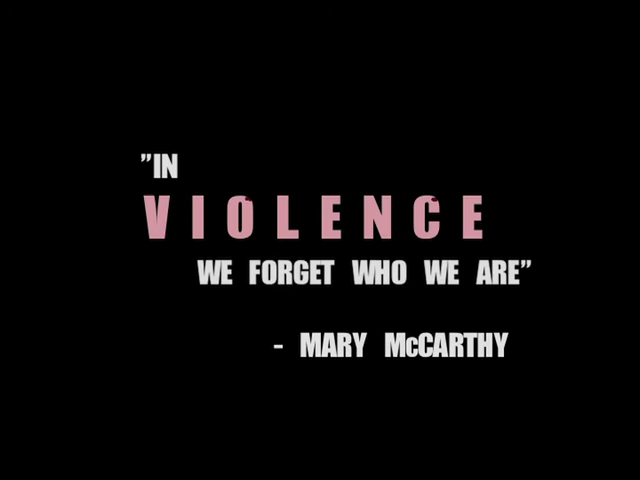 ”IN
VIOLENCE
WE FORGET WHO WE ARE”
- MARY McCARTHY